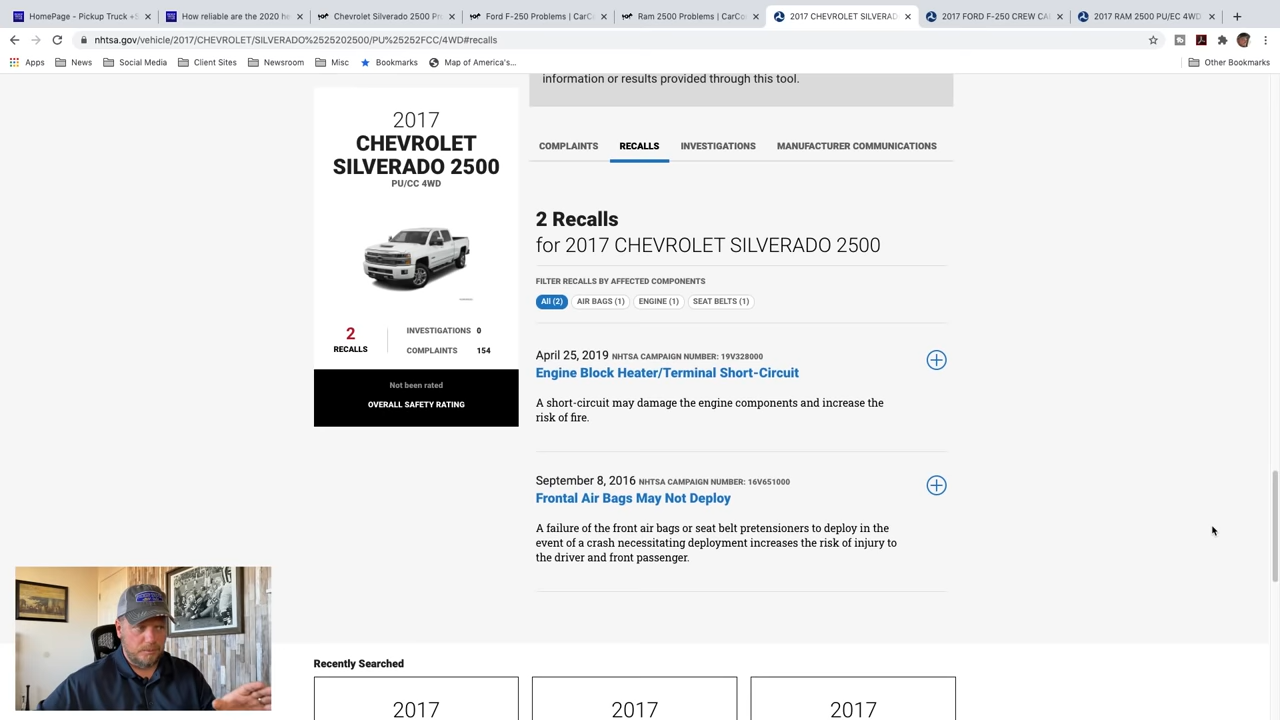 HomePage - Pickup Truck +S
How reliable are the 2020 he
Chevrolet Silverado 2500 Pr
Ford F-250 Problems | CarC
Ram 2500 Problems | CarCo
2017 CHEVROLET SILVERAD
2017 FORD F-250 CREW CA
2017 RAM 2500 PU/EC 4WD
nhtsa.gov/vehicle/2017/CHEVROLET/SILVERADO%2525202500/PU%25252FCC/4WD#recalls
Apps
News
Social Media
Client Sites
Newsroom
Misc
Bookmarks
Map of America's...
Other Bookmarks
information or results provided through this tool.
2017
CHEVROLET
SILVERADO 2500
PU/CC 4WD
2
RECALLS
INVESTIGATIONS 0
COMPLAINTS 154
Not been rated
OVERALL SAFETY RATING
COMPLAINTS
RECALLS
INVESTIGATIONS
MANUFACTURER COMMUNICATIONS
2 Recalls
for 2017 CHEVROLET SILVERADO 2500
FILTER RECALLS BY AFFECTED COMPONENTS
All (2)
AIR BAGS (1)
ENGINE (1)
SEAT BELTS (1)
April 25, 2019 NHTSA CAMPAIGN NUMBER: 19V328000
Engine Block Heater/Terminal Short-Circuit
A short-circuit may damage the engine components and increase the
risk of fire.
September 8, 2016 NHTSA CAMPAIGN NUMBER: 16V651000
Frontal Air Bags May Not Deploy
A failure of the front air bags or seat belt pretensioners to deploy in the
event of a crash necessitating deployment increases the risk of injury to
the driver and front passenger.
Recently Searched
2017
2017
2017